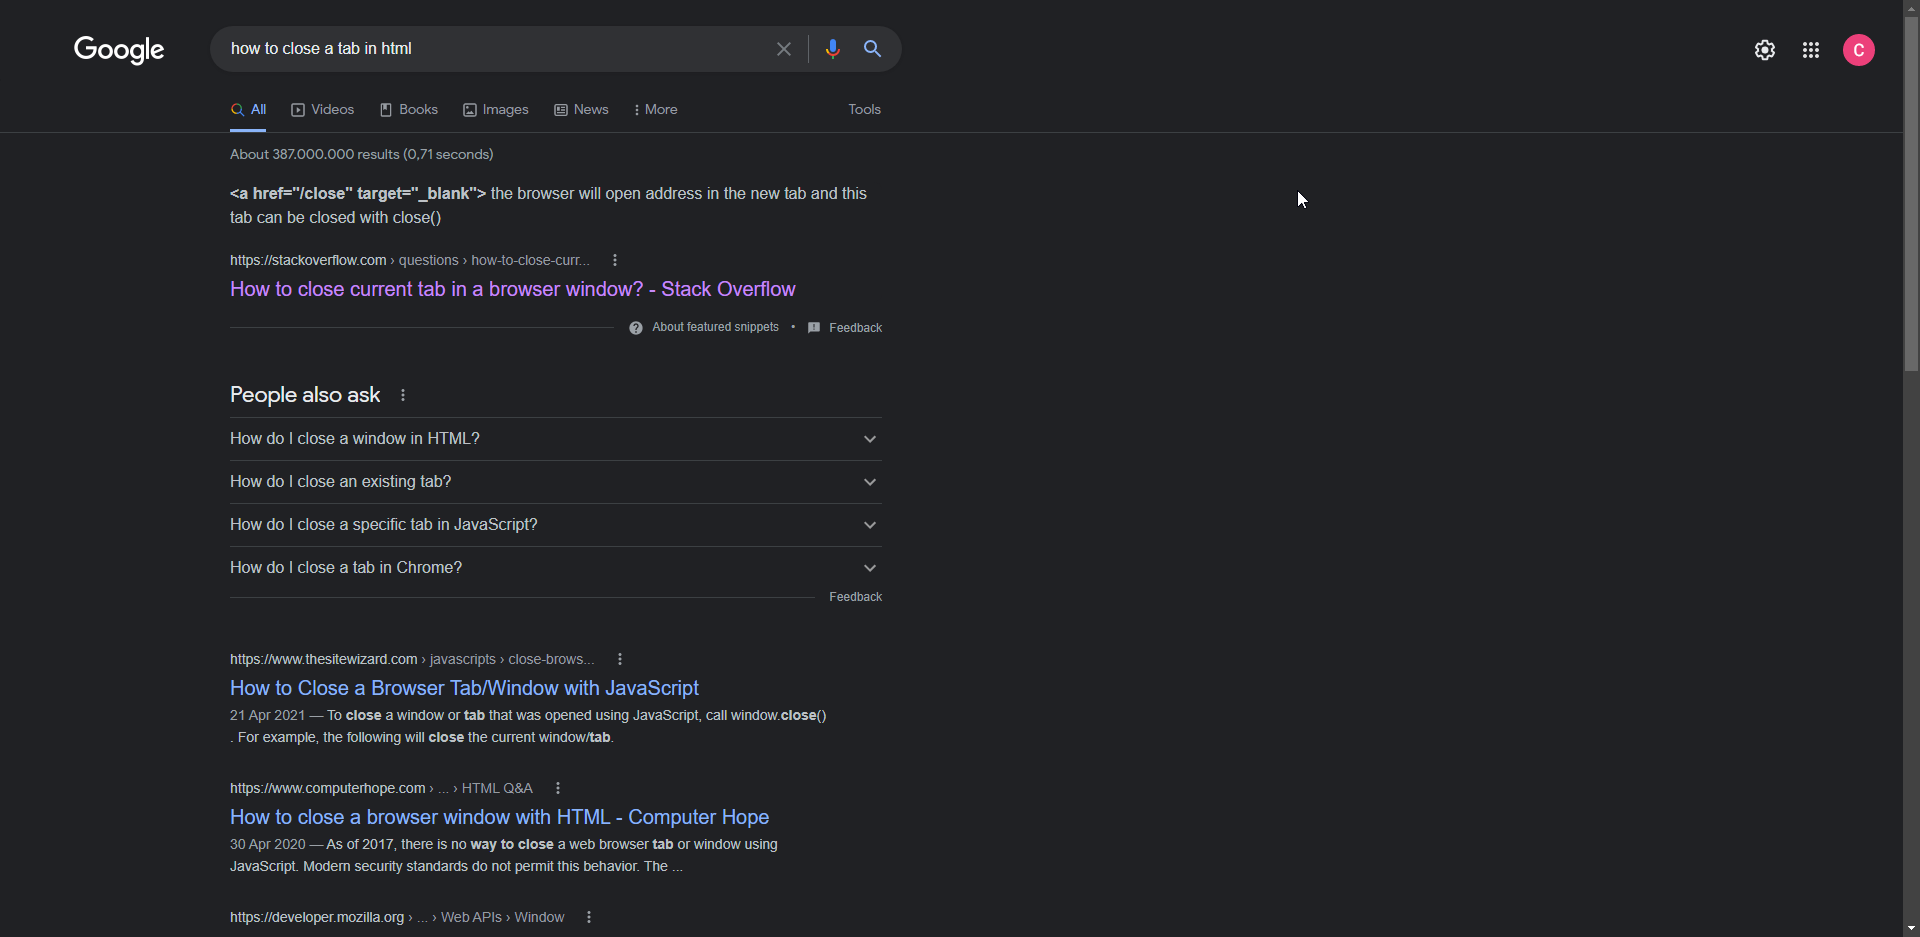 Google
how to close a tab in html
C
All
Videos
Books
Images
News
More
Tools
About 387.000.000 results (0,71 seconds)
<a href="/close" target="_blank"> the browser will open address in the new tab and this
tab can be closed with close()
https://stackoverflow.com › questions › how-to-close-curr...
How to close current tab in a browser window? - Stack Overflow
About featured snippets • Feedback
People also ask
How do I close a window in HTML?
How do I close an existing tab?
How do I close a specific tab in JavaScript?
How do I close a tab in Chrome?
Feedback
https://www.thesitewizard.com › javascripts › close-brows...
How to Close a Browser Tab/Window with JavaScript
21 Apr 2021 — To close a window or tab that was opened using JavaScript, call window.close()
. For example, the following will close the current window/tab.
https://www.computerhope.com › ... › HTML Q&A
How to close a browser window with HTML - Computer Hope
30 Apr 2020 — As of 2017, there is no way to close a web browser tab or window using
JavaScript. Modern security standards do not permit this behavior. The ...
https://developer.mozilla.org › ... › Web APIs › Window